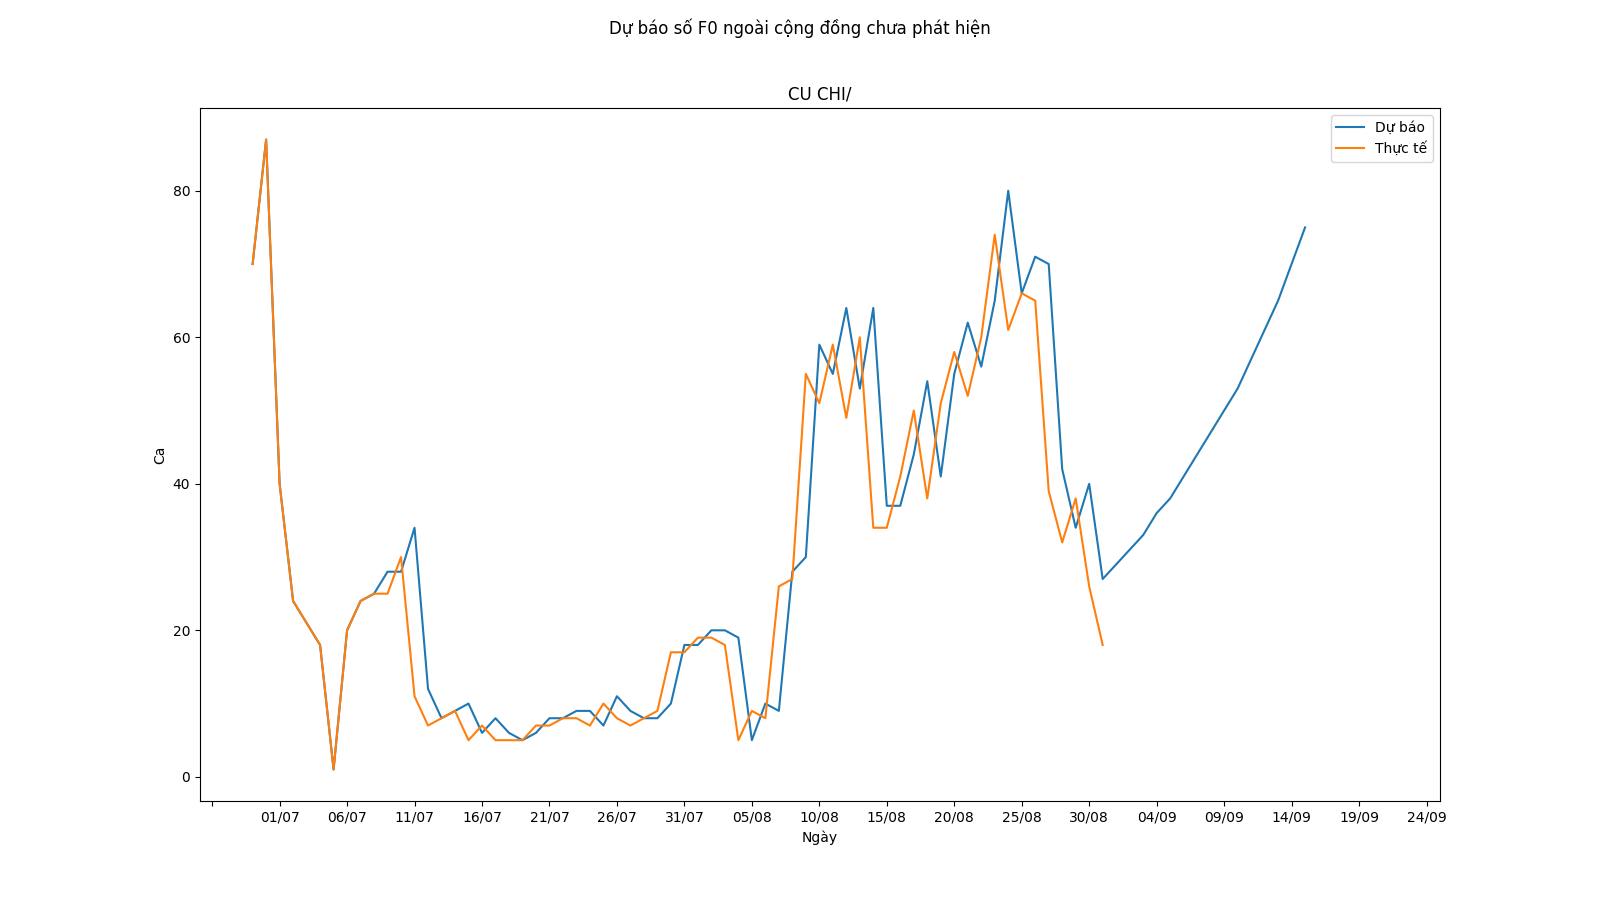 Dự báo số F0 ngoài cộng đồng chưa phát hiện
CU CHI/
Dự báo
Thực tế
80
60
40
20
0
Ca
01/07 06/07 11/07 16/07 21/07 26/07 31/07 05/08 10/08 15/08 20/08 25/08 30/08 04/09 09/09 14/09 19/09 24/09
Ngày